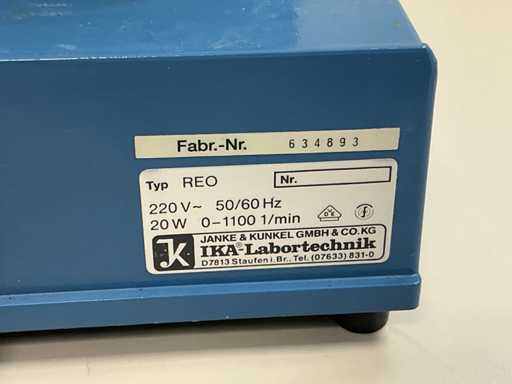 Fabr.-Nr. 634893
Typ REO Nr.
220 V~ 50/60 Hz
20 W 0-1100 1/min
JANKE & KUNKEL GMBH & CO. KG
IKA®-Labortechnik
D7813 Staufen i. Br., Tel. (07633) 831-0